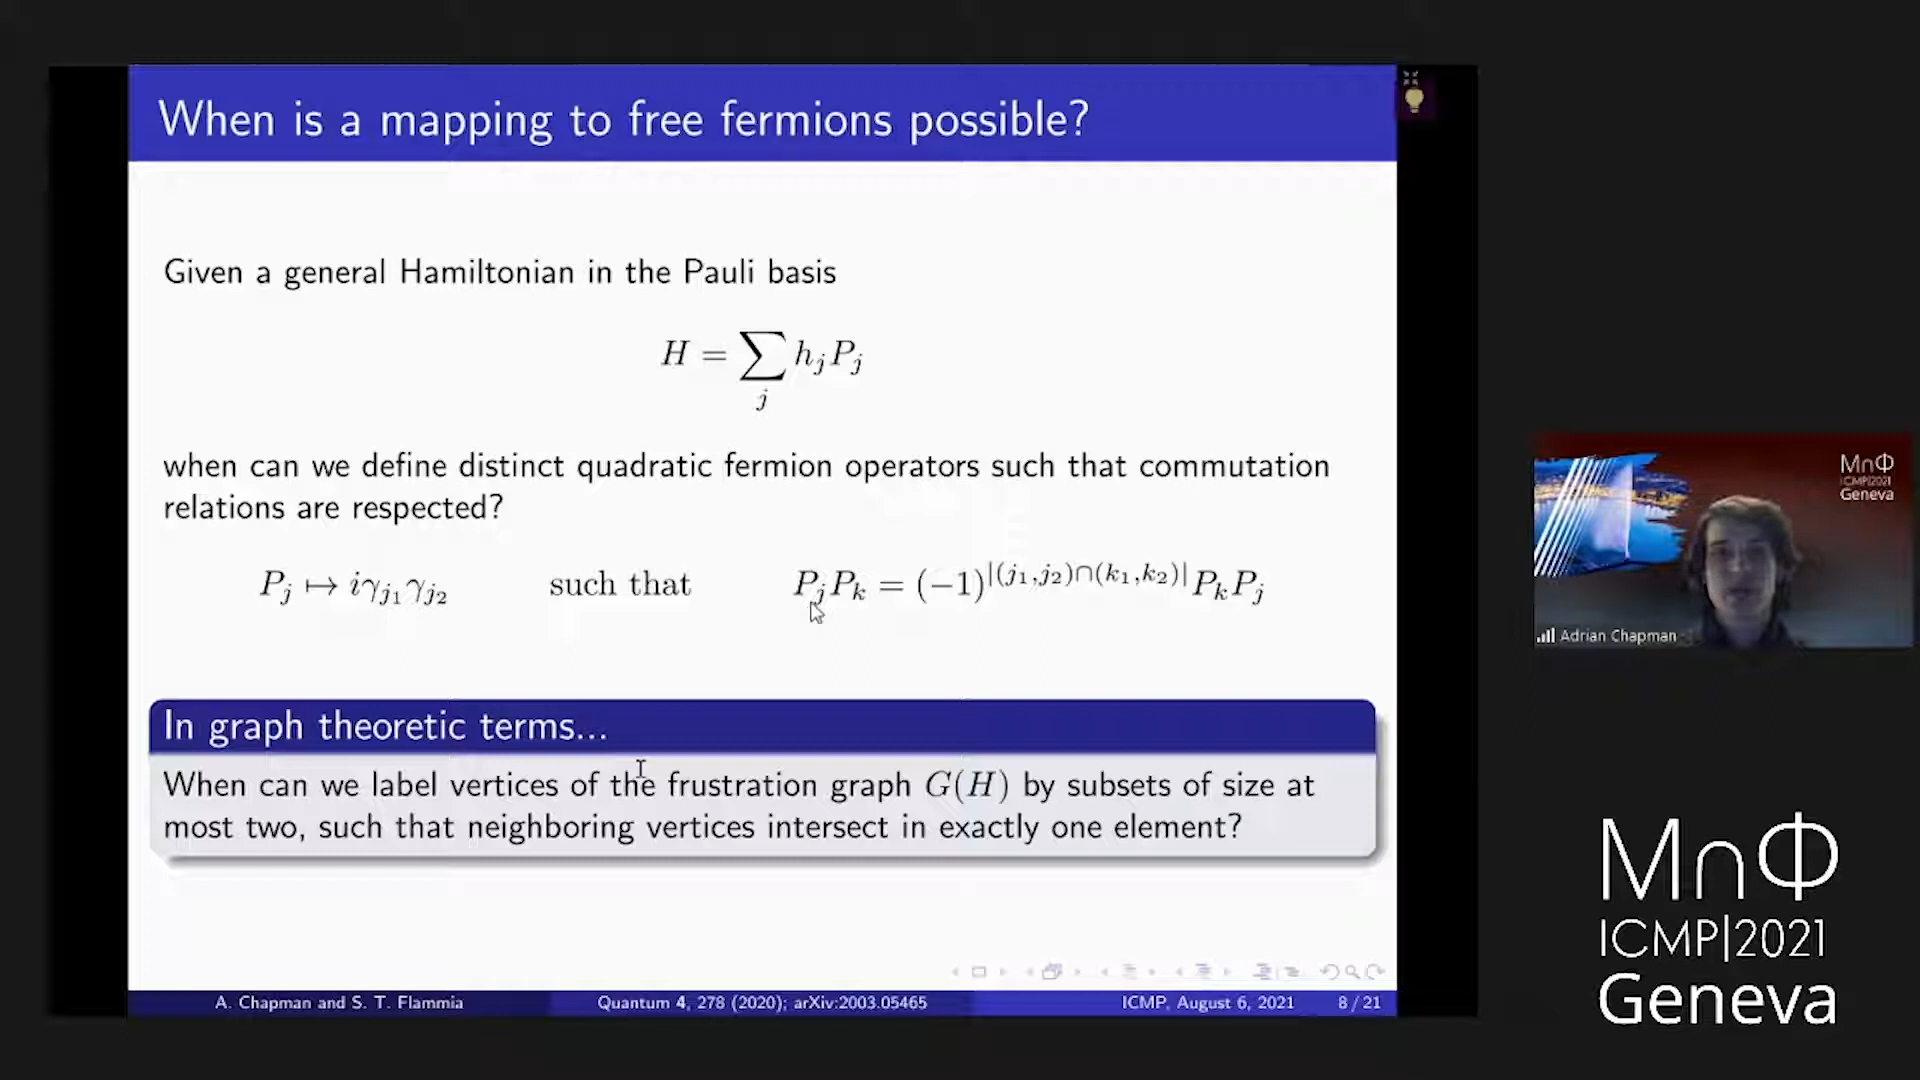 When is a mapping to free fermions possible?
Given a general Hamiltonian in the Pauli basis
H = ∑_j h_j P_j
when can we define distinct quadratic fermion operators such that commutation
relations are respected?
P_j ↦ iγ_{j_1}γ_{j_2} such that P_j P_k = (−1)^{|(j_1,j_2)∩(k_1,k_2)|} P_k P_j
In graph theoretic terms...
When can we label vertices of the frustration graph G(H) by subsets of size at
most two, such that neighboring vertices intersect in exactly one element?
A. Chapman and S. T. Flammia
Quantum 4, 278 (2020); arXiv:2003.05465
ICMP, August 6, 2021 8 / 21
MnΦ
ICMP|2021
Geneva
Adrian Chapman
MnΦ
ICMP|2021
Geneva